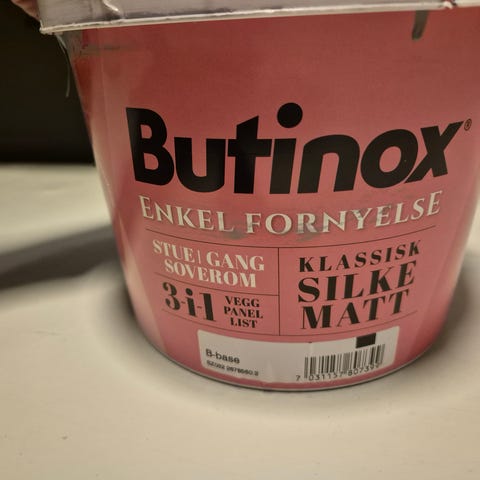 Butinox®
ENKEL FORNYELSE
STUE | GANG
SOVEROM
3-i-1
VEGG
PANEL
LIST
KLASSISK
SILKE
MATT
B-base